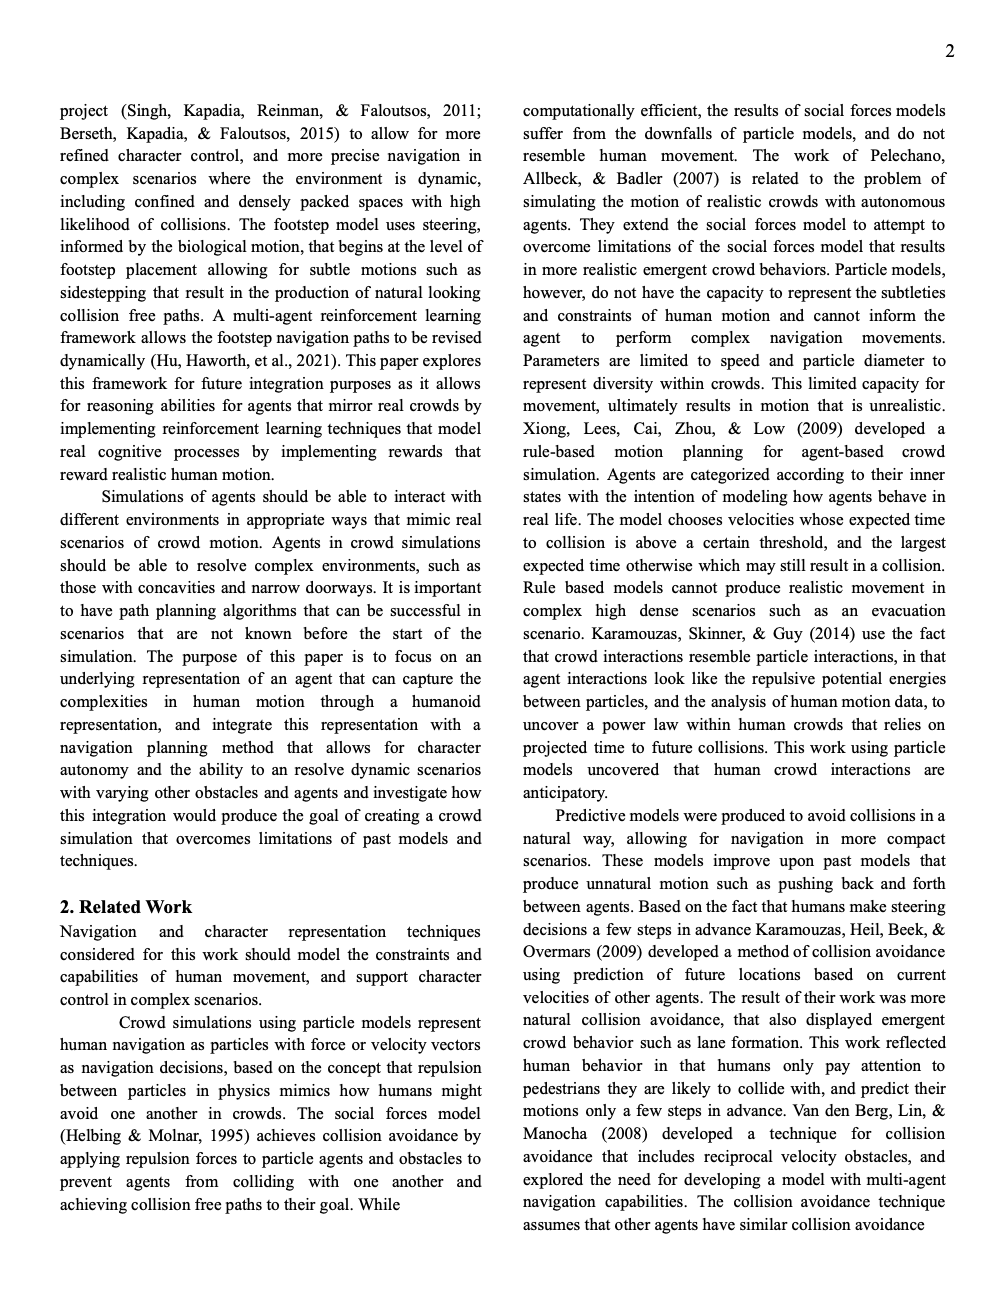 2
project (Singh, Kapadia, Reinman, & Faloutsos, 2011;
Berseth, Kapadia, & Faloutsos, 2015) to allow for more
refined character control, and more precise navigation in
complex scenarios where the environment is dynamic,
including confined and densely packed spaces with high
likelihood of collisions. The footstep model uses steering,
informed by the biological motion, that begins at the level of
footstep placement allowing for subtle motions such as
sidestepping that result in the production of natural looking
collision free paths. A multi-agent reinforcement learning
framework allows the footstep navigation paths to be revised
dynamically (Hu, Haworth, et al., 2021). This paper explores
this framework for future integration purposes as it allows
for reasoning abilities for agents that mirror real crowds by
implementing reinforcement learning techniques that model
real cognitive processes by implementing rewards that
reward realistic human motion.
Simulations of agents should be able to interact with
different environments in appropriate ways that mimic real
scenarios of crowd motion. Agents in crowd simulations
should be able to resolve complex environments, such as
those with concavities and narrow doorways. It is important
to have path planning algorithms that can be successful in
scenarios that are not known before the start of the
simulation. The purpose of this paper is to focus on an
underlying representation of an agent that can capture the
complexities in human motion through a humanoid
representation, and integrate this representation with a
navigation planning method that allows for character
autonomy and the ability to an resolve dynamic scenarios
with varying other obstacles and agents and investigate how
this integration would produce the goal of creating a crowd
simulation that overcomes limitations of past models and
techniques.
2. Related Work
Navigation and character representation techniques
considered for this work should model the constraints and
capabilities of human movement, and support character
control in complex scenarios.
Crowd simulations using particle models represent
human navigation as particles with force or velocity vectors
as navigation decisions, based on the concept that repulsion
between particles in physics mimics how humans might
avoid one another in crowds. The social forces model
(Helbing & Molnar, 1995) achieves collision avoidance by
applying repulsion forces to particle agents and obstacles to
prevent agents from colliding with one another and
achieving collision free paths to their goal. While
computationally efficient, the results of social forces models
suffer from the downfalls of particle models, and do not
resemble human movement. The work of Pelechano,
Allbeck, & Badler (2007) is related to the problem of
simulating the motion of realistic crowds with autonomous
agents. They extend the social forces model to attempt to
overcome limitations of the social forces model that results
in more realistic emergent crowd behaviors. Particle models,
however, do not have the capacity to represent the subtleties
and constraints of human motion and cannot inform the
agent to perform complex navigation movements.
Parameters are limited to speed and particle diameter to
represent diversity within crowds. This limited capacity for
movement, ultimately results in motion that is unrealistic.
Xiong, Lees, Cai, Zhou, & Low (2009) developed a
rule-based motion planning for agent-based crowd
simulation. Agents are categorized according to their inner
states with the intention of modeling how agents behave in
real life. The model chooses velocities whose expected time
to collision is above a certain threshold, and the largest
expected time otherwise which may still result in a collision.
Rule based models cannot produce realistic movement in
complex high dense scenarios such as an evacuation
scenario. Karamouzas, Skinner, & Guy (2014) use the fact
that crowd interactions resemble particle interactions, in that
agent interactions look like the repulsive potential energies
between particles, and the analysis of human motion data, to
uncover a power law within human crowds that relies on
projected time to future collisions. This work using particle
models uncovered that human crowd interactions are
anticipatory.
Predictive models were produced to avoid collisions in a
natural way, allowing for navigation in more compact
scenarios. These models improve upon past models that
produce unnatural motion such as pushing back and forth
between agents. Based on the fact that humans make steering
decisions a few steps in advance Karamouzas, Heil, Beek, &
Overmars (2009) developed a method of collision avoidance
using prediction of future locations based on current
velocities of other agents. The result of their work was more
natural collision avoidance, that also displayed emergent
crowd behavior such as lane formation. This work reflected
human behavior in that humans only pay attention to
pedestrians they are likely to collide with, and predict their
motions only a few steps in advance. Van den Berg, Lin, &
Manocha (2008) developed a technique for collision
avoidance that includes reciprocal velocity obstacles, and
explored the need for developing a model with multi-agent
navigation capabilities. The collision avoidance technique
assumes that other agents have similar collision avoidance